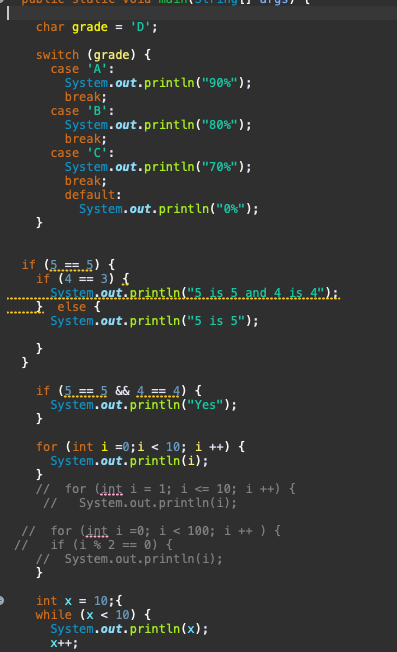 public static void main(String[] args) {
char grade = 'D';
switch (grade) {
case 'A':
System.out.println("90%");
break;
case 'B':
System.out.println("80%");
break;
case 'C':
System.out.println("70%");
break;
default:
System.out.println("0%");
}
if (5 == 5) {
if (4 == 3) {
System.out.println("5 is 5 and 4 is 4");
} else {
System.out.println("5 is 5");
}
}
if (5 == 5 && 4 == 4) {
System.out.println("Yes");
}
for (int i =0;i < 10; i ++) {
System.out.println(i);
}
// for (int i = 1; i <= 10; i ++) {
// System.out.println(i);
// for (int i =0; i < 100; i ++ ) {
// if (i % 2 == 0) {
// System.out.println(i);
}
int x = 10;{
while (x < 10) {
System.out.println(x);
x++;